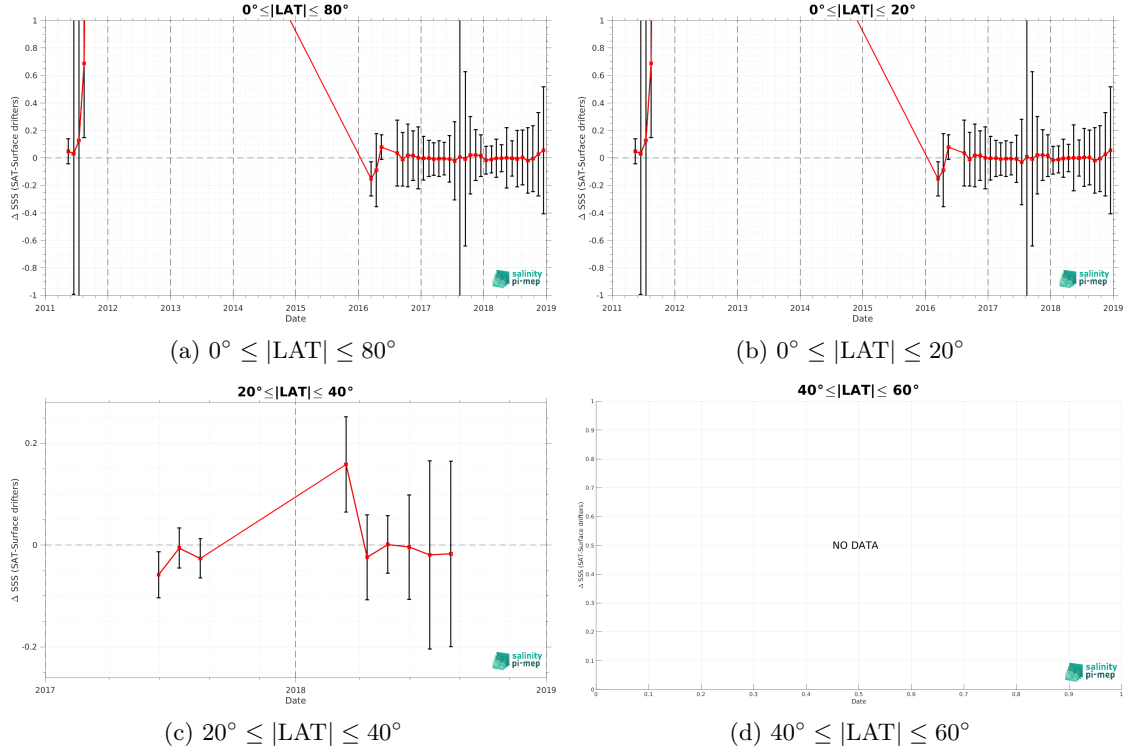 0°≤|LAT|≤ 80°
Δ SSS (SAT-Surface drifters)
1
0.8
0.6
0.4
0.2
0
-0.2
-0.4
-0.6
-0.8
-1
2011 2012 2013 2014 2015 2016 2017 2018 2019
Date
salinity
pi-mep
(a) 0° ≤ |LAT| ≤ 80°
0°≤|LAT|≤ 20°
Δ SSS (SAT-Surface drifters)
1
0.8
0.6
0.4
0.2
0
-0.2
-0.4
-0.6
-0.8
-1
2011 2012 2013 2014 2015 2016 2017 2018 2019
Date
salinity
pi-mep
(b) 0° ≤ |LAT| ≤ 20°
20°≤|LAT|≤ 40°
Δ SSS (SAT-Surface drifters)
0.2
0
-0.2
2017 2018 2019
Date
salinity
pi-mep
(c) 20° ≤ |LAT| ≤ 40°
40°≤|LAT|≤ 60°
Δ SSS (SAT-Surface drifters)
1
0.9
0.8
0.7
0.6
0.5
0.4
0.3
0.2
0.1
0
NO DATA
0 0.1 0.2 0.3 0.4 0.5 0.6 0.7 0.8 0.9 1
Date
salinity
pi-mep
(d) 40° ≤ |LAT| ≤ 60°